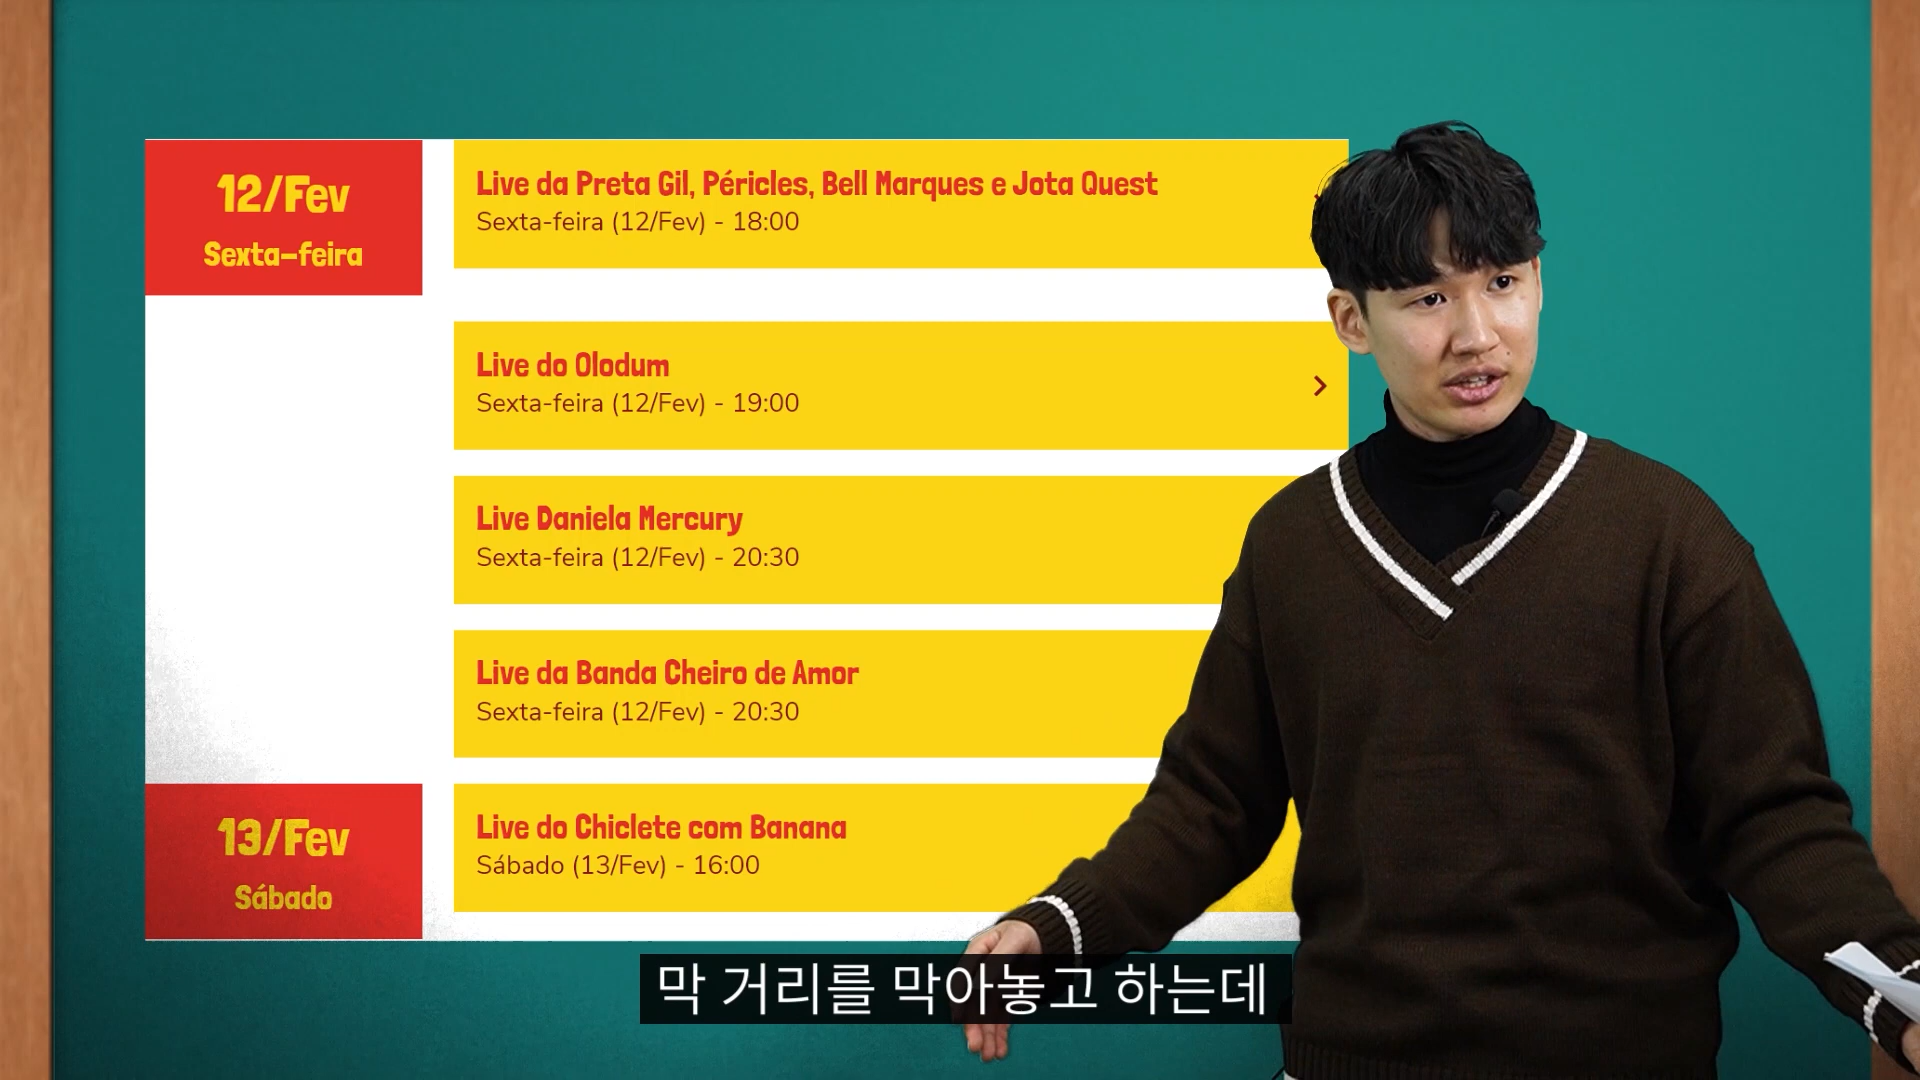 12/Fev
Sexta-feira
Live da Preta Gil, Péricles, Bell Marques e Jota Quest
Sexta-feira (12/Fev) - 18:00
Live do Olodum
Sexta-feira (12/Fev) - 19:00
Live Daniela Mercury
Sexta-feira (12/Fev) - 20:30
Live da Banda Cheiro de Amor
Sexta-feira (12/Fev) - 20:30
13/Fev
Sábado
Live do Chiclete com Banana
Sábado (13/Fev) - 16:00
막 거리를 막아놓고 하는데